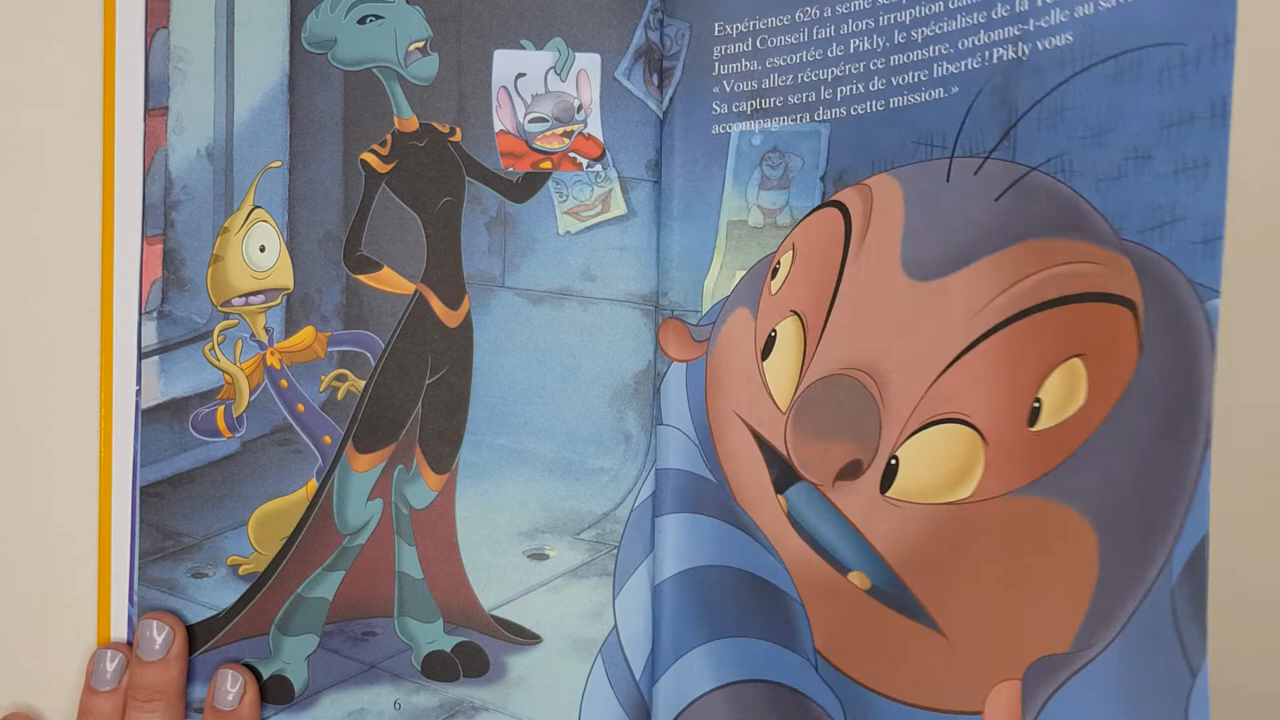 Expérience 626 a semé
grand Conseil fait alors irruption
Jumba, escortée de Pikly, le spécialiste de la
« Vous allez récupérer ce monstre, ordonne-t-elle au
Sa capture sera le prix de votre liberté ! Pikly vous
accompagnera dans cette mission. »
6